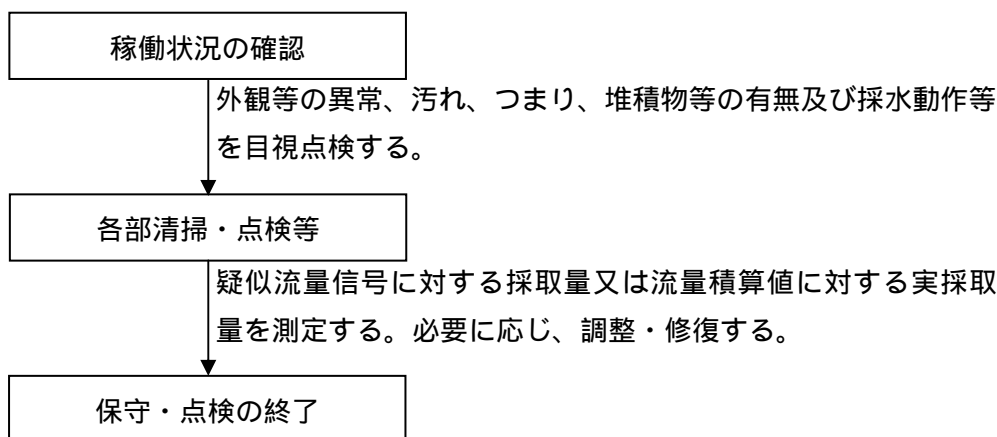 稼働状況の確認
外観等の異常、汚れ、つまり、堆積物等の有無及び採水動作等
を目視点検する。
各部清掃・点検等
疑似流量信号に対する採取量又は流量積算値に対する実採取
量を測定する。必要に応じ、調整・修復する。
保守・点検の終了